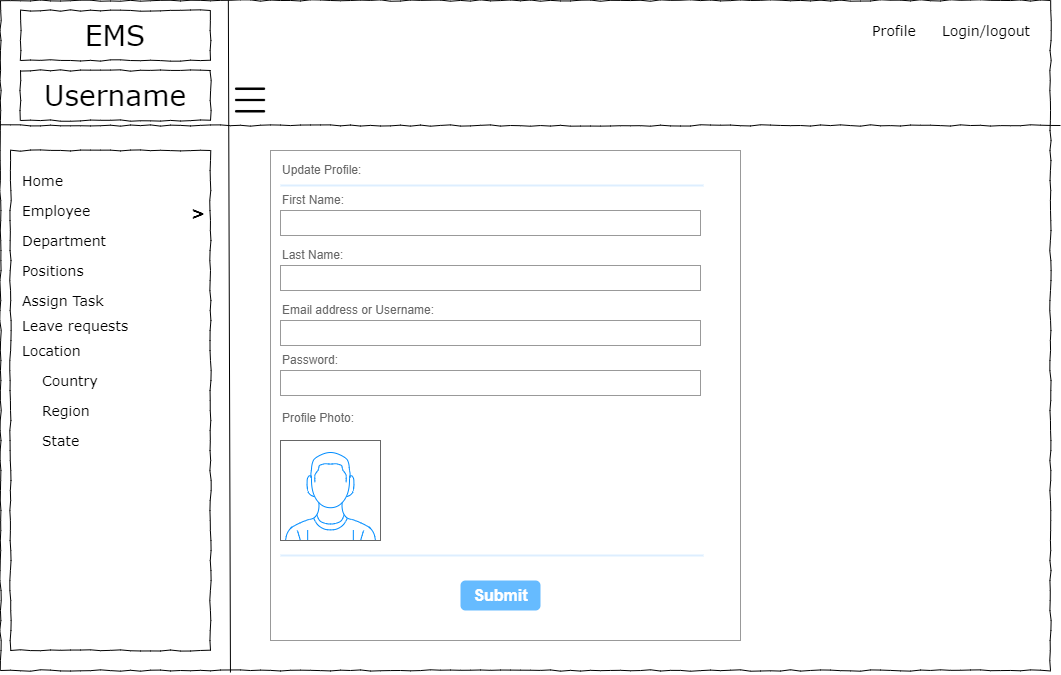 EMS
Username
Profile
Login/logout
Home
Employee >
Department
Positions
Assign Task
Leave requests
Location
Country
Region
State
Update Profile:
First Name:
Last Name:
Email address or Username:
Password:
Profile Photo:
Submit